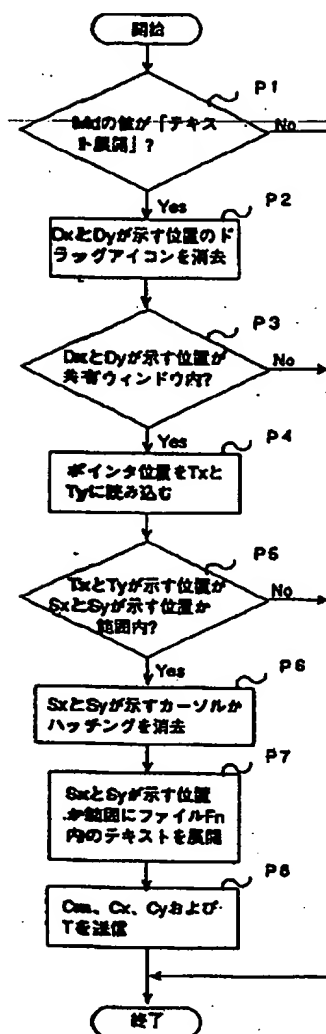 開始
P1
Mdの値が「テキス
ト展開」?
No
Yes
P2
DxとDyが示す位置のド
ラッグアイコンを消去
P3
DxとDyが示す位置が
共有ウィンドウ内?
No
Yes
P4
ポインタ位置をTxと
Tyに読み込む
P5
TxとTyが示す位置が
SxとSyが示す位置か
範囲内?
No
Yes
P6
SxとSyが示すカーソルか
ハッチングを消去
P7
SxとSyが示す位置
か範囲にファイルFn
内のテキストを展開
P8
Cm、Cx、Cyおよび
Tを送信
終了